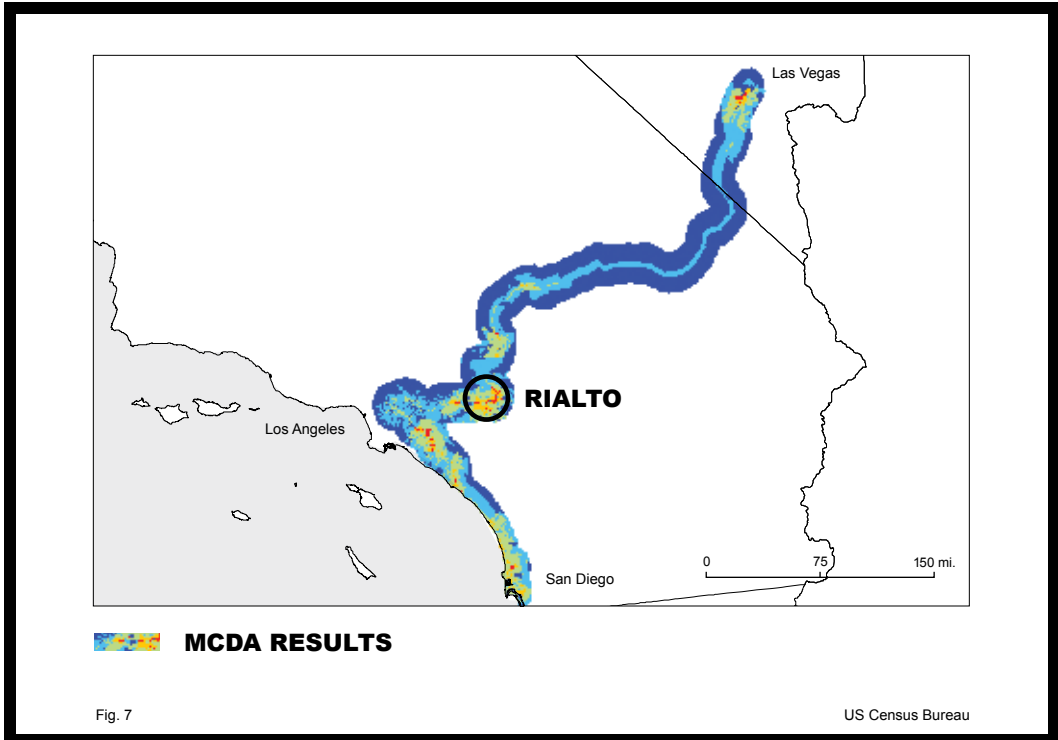 Las Vegas
RIALTO
Los Angeles
0 75 150 mi.
San Diego
MCDA RESULTS
Fig. 7 US Census Bureau